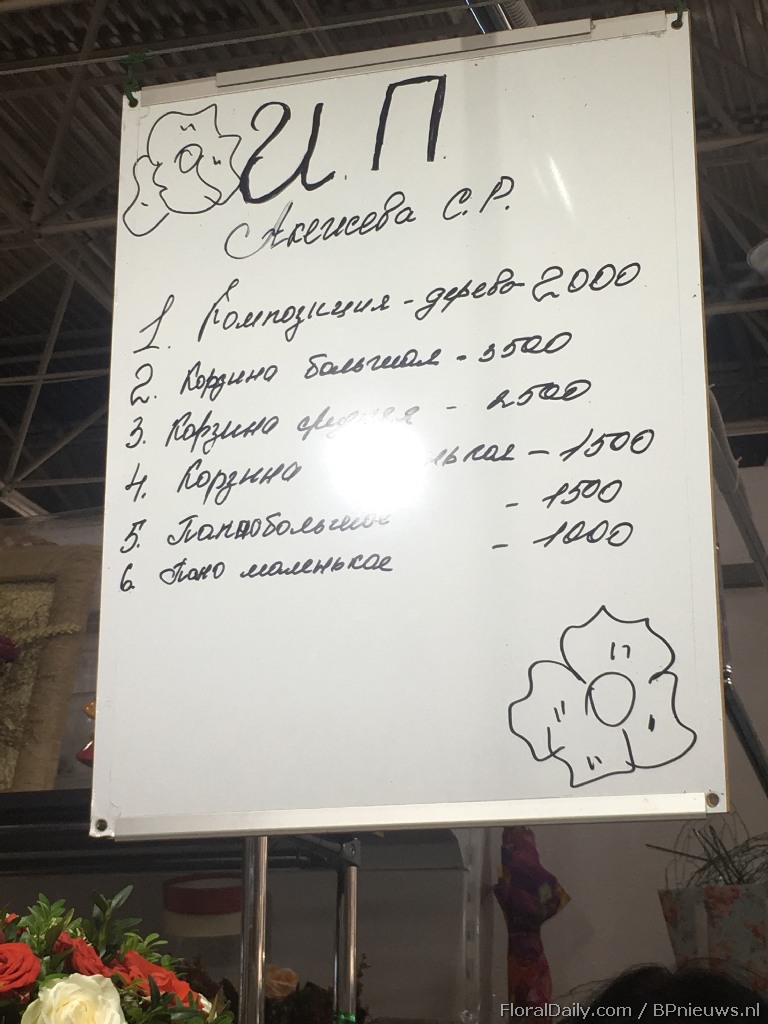 И.П.
С.Р.
1. Композиция - дерево 2000
2. Корзина большая - 3500
3. Корзина средняя - 2500
4. Корзина - 1500
5. Панно большое - 1500
6. Пано маленькое - 1000
FloralDaily.com / BPnieuws.nl